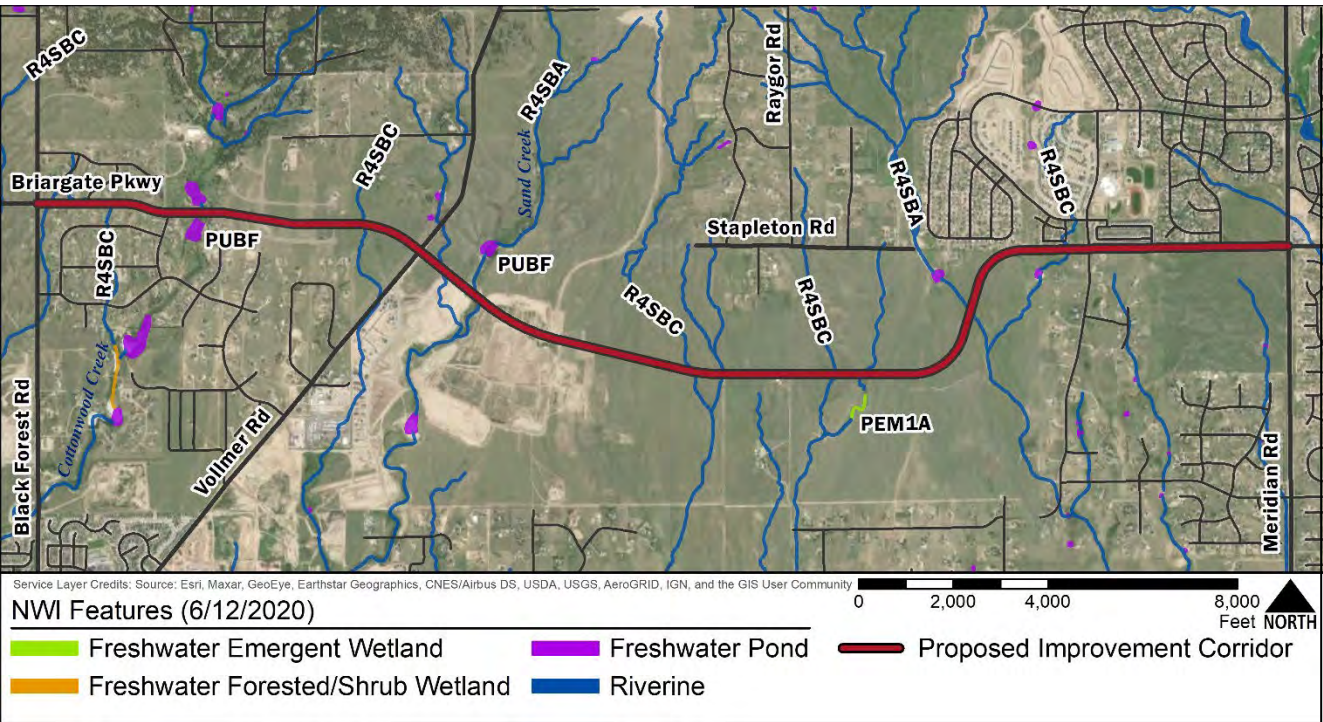 R4SBC
Raygor Rd
R4SBA
Sand Creek
R4SBC
R4SBC
Briargate Pkwy
R4SBA
Stapleton Rd
PUBF
R4SBC
PUBF
R4SBC
R4SBC
Cottonwood Creek
Black Forest Rd
Vollmer Rd
PEM1A
Meridian Rd
Service Layer Credits: Source: Esri, Maxar, GeoEye, Earthstar Geographics, CNES/Airbus DS, USDA, USGS, AeroGRID, IGN, and the GIS User Community
0 2,000 4,000 8,000
Feet
NORTH
NWI Features (6/12/2020)
Freshwater Emergent Wetland
Freshwater Pond
Proposed Improvement Corridor
Freshwater Forested/Shrub Wetland
Riverine